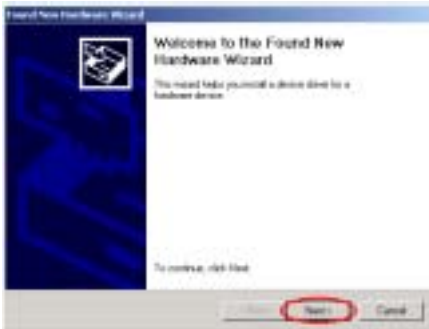 Found New Hardware Wizard
Welcome to the Found New
Hardware Wizard
This wizard helps you install a device driver for a
hardware device.
To continue, click Next
< Back
Next >
Cancel